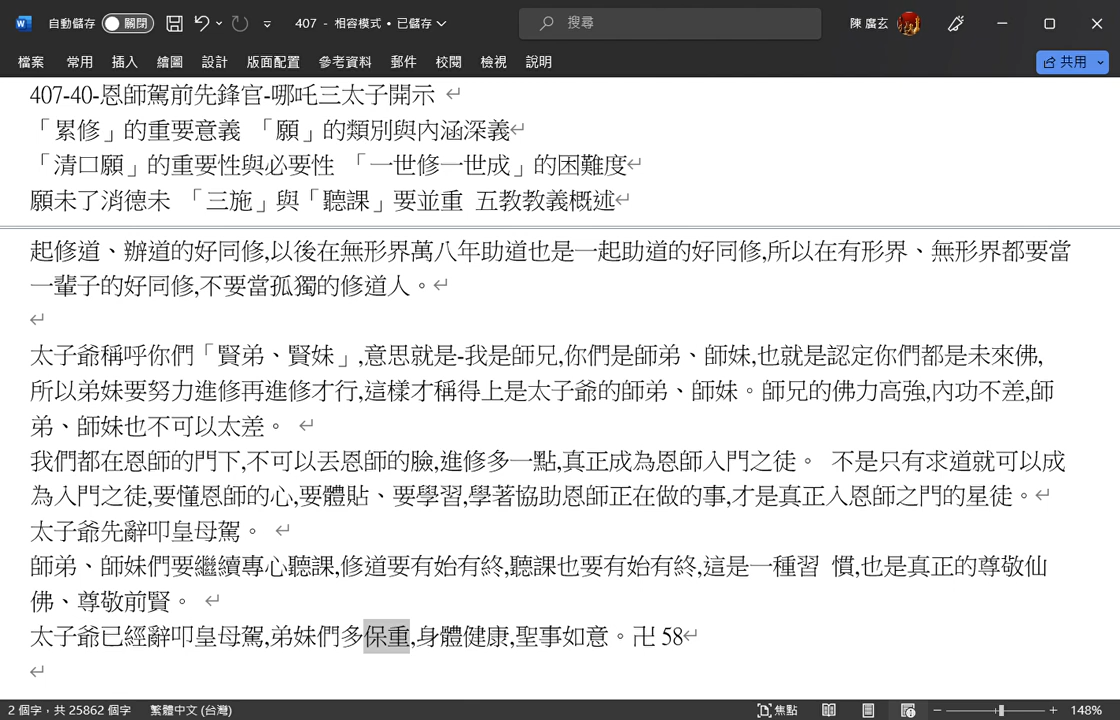 自動儲存 關閉 407 - 相容模式 • 已儲存 搜尋 陳 廣玄
檔案 常用 插入 繪圖 設計 版面配置 參考資料 郵件 校閱 檢視 說明 共用
407-40-恩師駕前先鋒官-哪吒三太子開示
「累修」的重要意義 「願」的類別與內涵深義
「清口願」的重要性與必要性 「一世修一世成」的困難度
願未了消德未 「三施」與「聽課」要並重 五教教義概述
起修道、辦道的好同修,以後在無形界萬八年助道也是一起助道的好同修,所以在有形界、無形界都要當
一輩子的好同修,不要當孤獨的修道人。
太子爺稱呼你們「賢弟、賢妹」,意思就是-我是師兄,你們是師弟、師妹,也就是認定你們都是未來佛,
所以弟妹要努力進修再進修才行,這樣才稱得上是太子爺的師弟、師妹。師兄的佛力高強,內功不差,師
弟、師妹也不可以太差。
我們都在恩師的門下,不可以丟恩師的臉,進修多一點,真正成為恩師入門之徒。 不是只有求道就可以成
為入門之徒,要懂恩師的心,要體貼、要學習,學著協助恩師正在做的事,才是真正入恩師之門的星徒。
太子爺先辭叩皇母駕。
師弟、師妹們要繼續專心聽課,修道要有始有終,聽課也要有始有終,這是一種習 慣,也是真正的尊敬仙
佛、尊敬前賢。
太子爺已經辭叩皇母駕,弟妹們多保重,身體健康,聖事如意。卍 58
2 個字，共 25862 個字 繁體中文 (台灣) 焦點 148%